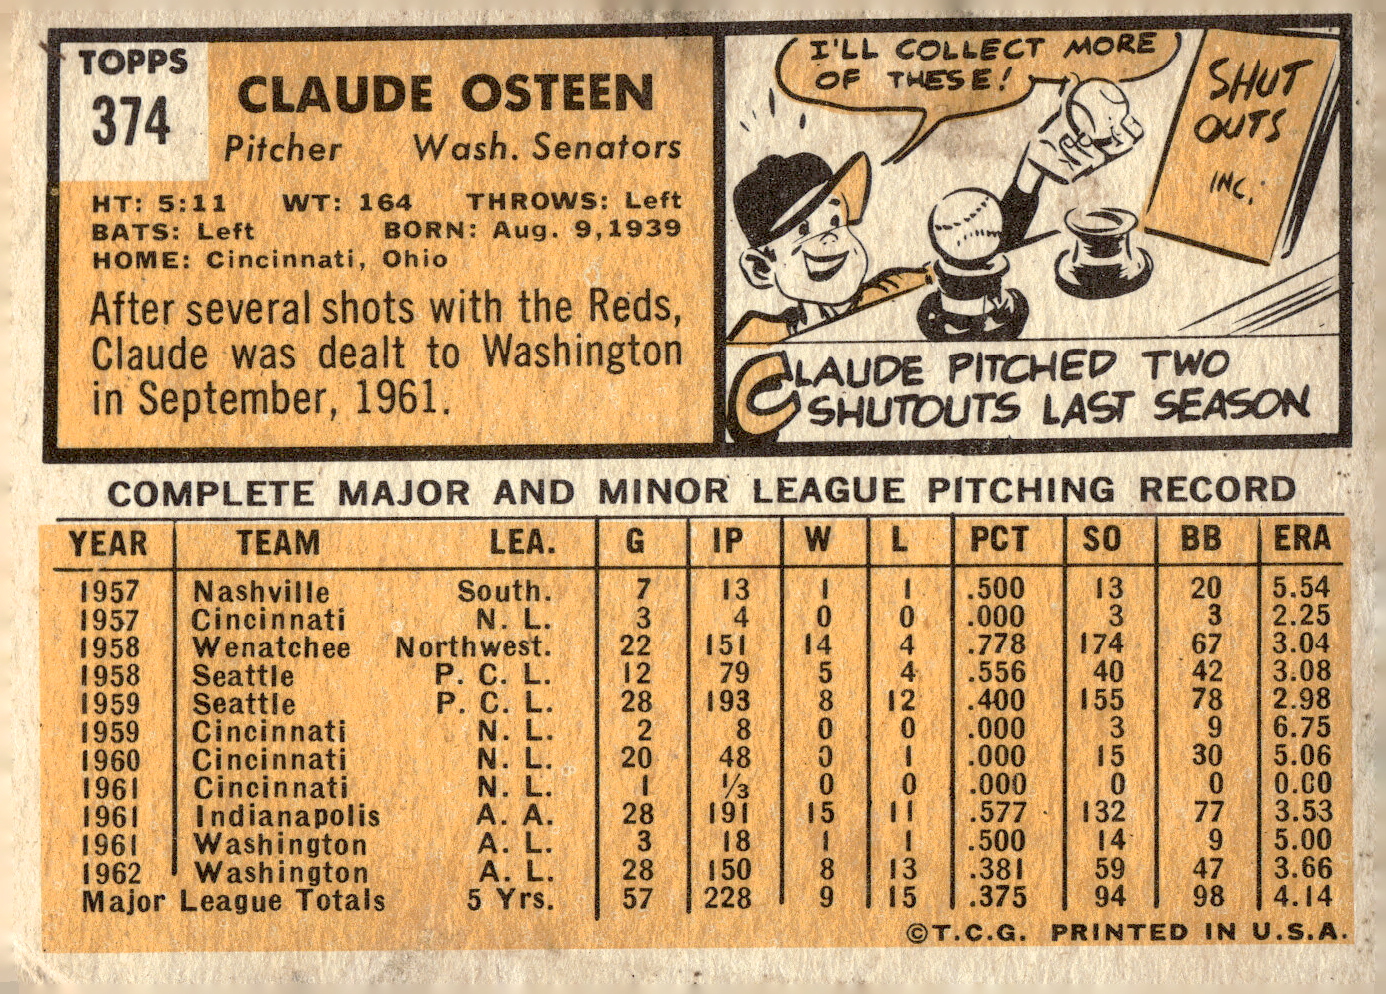 TOPPS
374
CLAUDE OSTEEN
Pitcher Wash. Senators
HT: 5:11 WT: 164 THROWS: Left
BATS: Left BORN: Aug. 9, 1939
HOME: Cincinnati, Ohio
After several shots with the Reds,
Claude was dealt to Washington
in September, 1961.
I'LL COLLECT MORE
OF THESE!
SHUT
OUTS
INC.
CLAUDE PITCHED TWO
SHUTOUTS LAST SEASON
COMPLETE MAJOR AND MINOR LEAGUE PITCHING RECORD
YEAR TEAM LEA. G IP W L PCT SO BB ERA
1957 Nashville South. 7 13 1 1 .500 13 20 5.54
1957 Cincinnati N. L. 3 4 0 0 .000 3 3 2.25
1958 Wenatchee Northwest. 22 151 14 4 .778 174 67 3.04
1958 Seattle P. C. L. 12 79 5 4 .556 40 42 3.08
1959 Seattle P. C. L. 28 193 8 12 .400 155 78 2.98
1959 Cincinnati N. L. 2 8 0 0 .000 3 9 6.75
1960 Cincinnati N. L. 20 48 0 1 .000 15 30 5.06
1961 Cincinnati N. L. 1 ⅓ 0 0 .000 0 0 0.00
1961 Indianapolis A. A. 28 191 15 11 .577 132 77 3.53
1961 Washington A. L. 3 18 1 1 .500 14 9 5.00
1962 Washington A. L. 28 150 8 13 .381 59 47 3.66
Major League Totals 5 Yrs. 57 228 9 15 .375 94 98 4.14
©T.C.G. PRINTED IN U.S.A.